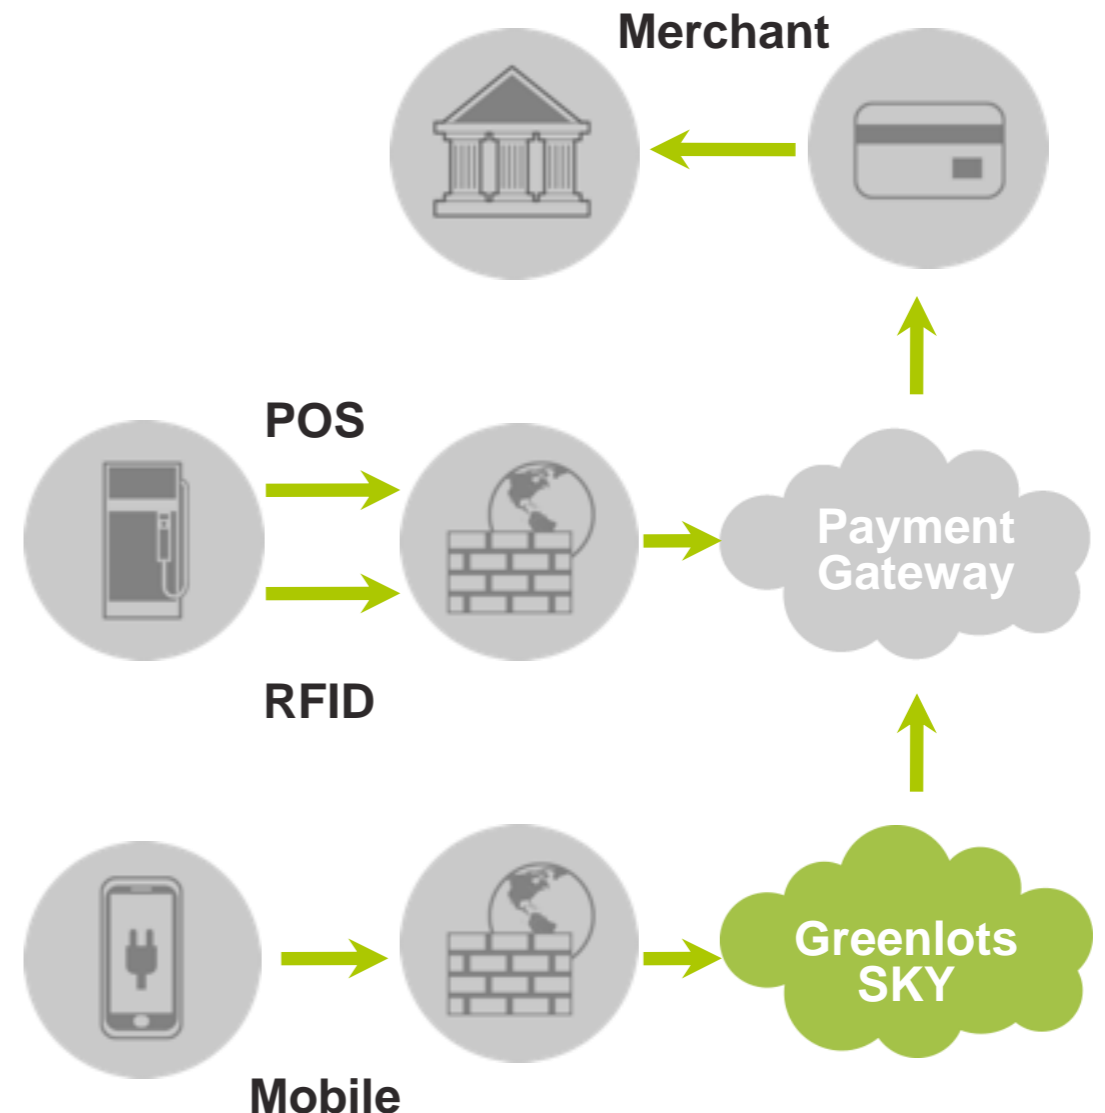 Merchant
POS
Payment
Gateway
RFID
Greenlots
SKY
Mobile